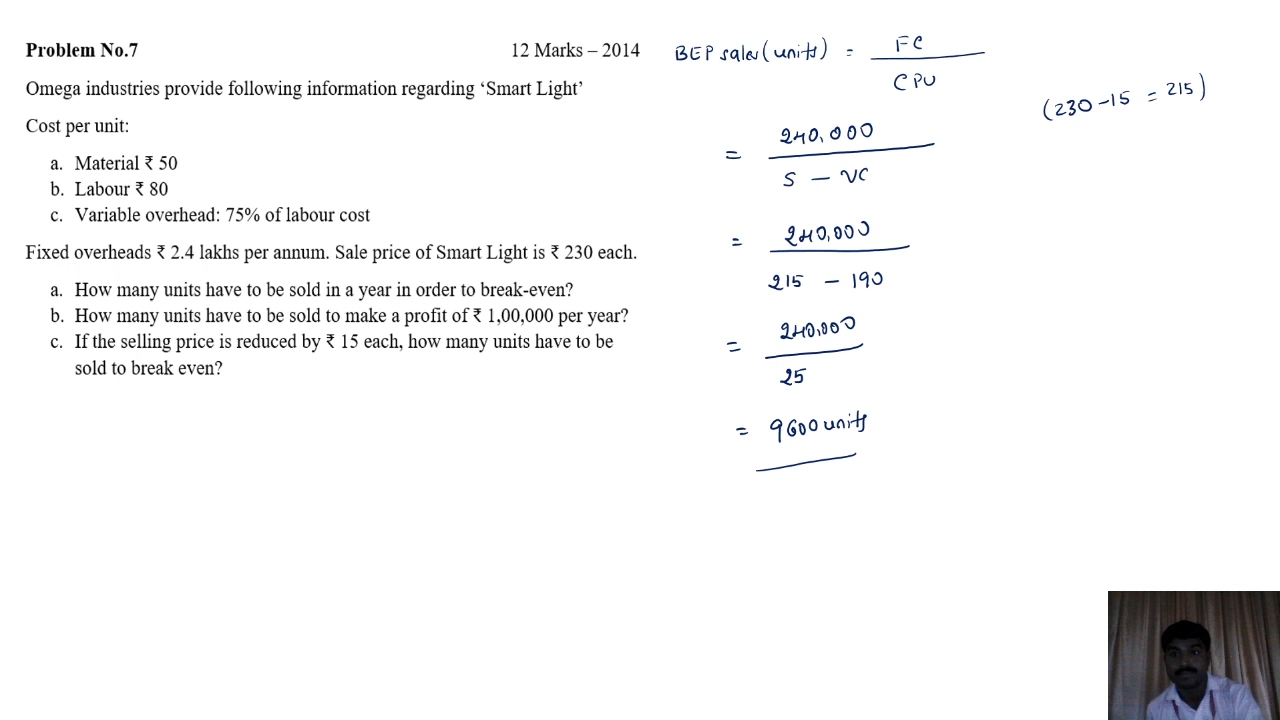 Problem No.7 12 Marks – 2014
Omega industries provide following information regarding ‘Smart Light’
Cost per unit:
a. Material ₹ 50
b. Labour ₹ 80
c. Variable overhead: 75% of labour cost
Fixed overheads ₹ 2.4 lakhs per annum. Sale price of Smart Light is ₹ 230 each.
a. How many units have to be sold in a year in order to break-even?
b. How many units have to be sold to make a profit of ₹ 1,00,000 per year?
c. If the selling price is reduced by ₹ 15 each, how many units have to be
sold to break even?
BEP sales (units) = FC
CPU
(230 - 15 = 215)
= 240,000
S - VC
= 240,000
215 - 190
= 240,000
25
= 9600 units